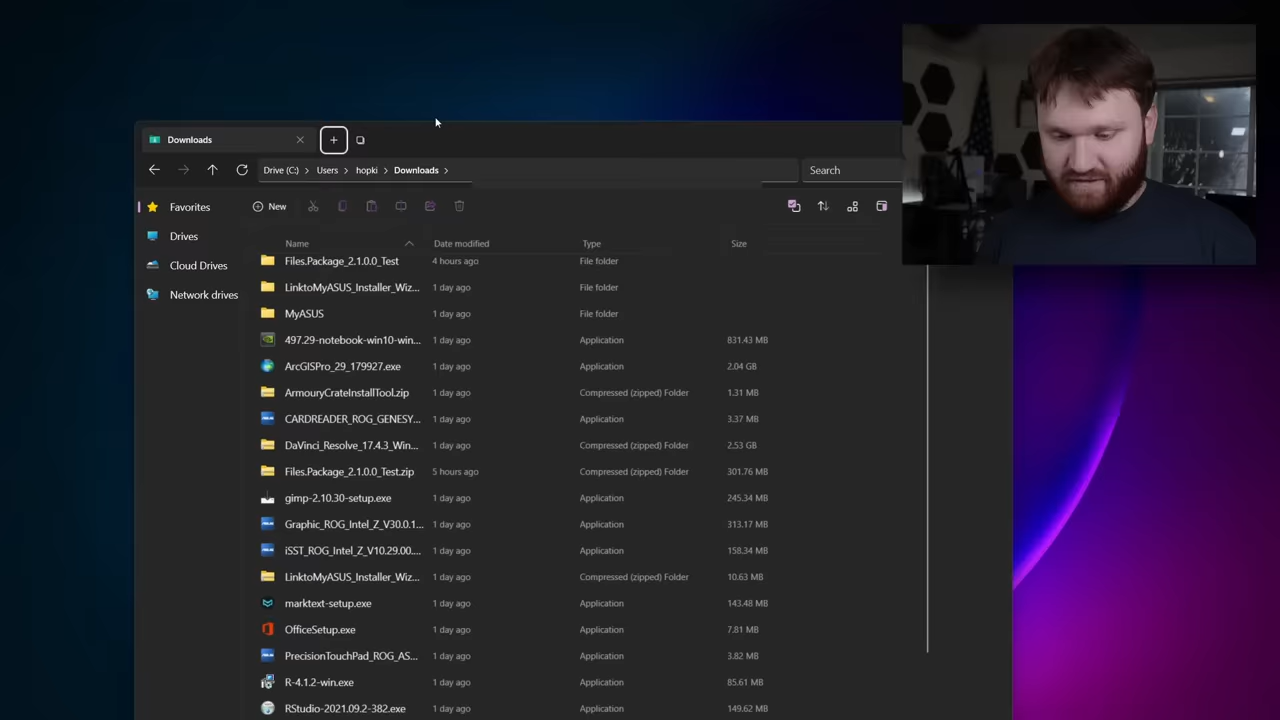 Downloads
Drive (C:) Users hopki Downloads Search
Favorites New
Drives
Cloud Drives
Network drives
Name Date modified Type Size
Files.Package_2.1.0.0_Test 4 hours ago File folder
LinktoMyASUS_Installer_Wiz... 1 day ago File folder
MyASUS 1 day ago File folder
497.29-notebook-win10-win... 1 day ago Application 831.43 MB
ArcGISPro_29_179927.exe 1 day ago Application 2.04 GB
ArmouryCrateInstallTool.zip 1 day ago Compressed (zipped) Folder 1.31 MB
CARDREADER_ROG_GENESY... 1 day ago Application 3.37 MB
DaVinci_Resolve_17.4.3_Win... 1 day ago Compressed (zipped) Folder 2.53 GB
Files.Package_2.1.0.0_Test.zip 5 hours ago Compressed (zipped) Folder 301.76 MB
gimp-2.10.30-setup.exe 1 day ago Application 245.34 MB
Graphic_ROG_Intel_Z_V30.0.1... 1 day ago Application 313.17 MB
iSST_ROG_Intel_Z_V10.29.00.... 1 day ago Application 158.34 MB
LinktoMyASUS_Installer_Wiz... 1 day ago Compressed (zipped) Folder 10.63 MB
marktext-setup.exe 1 day ago Application 143.48 MB
OfficeSetup.exe 1 day ago Application 7.81 MB
PrecisionTouchPad_ROG_AS... 1 day ago Application 3.82 MB
R-4.1.2-win.exe 1 day ago Application 85.61 MB
RStudio-2021.09.2-382.exe 1 day ago Application 149.62 MB